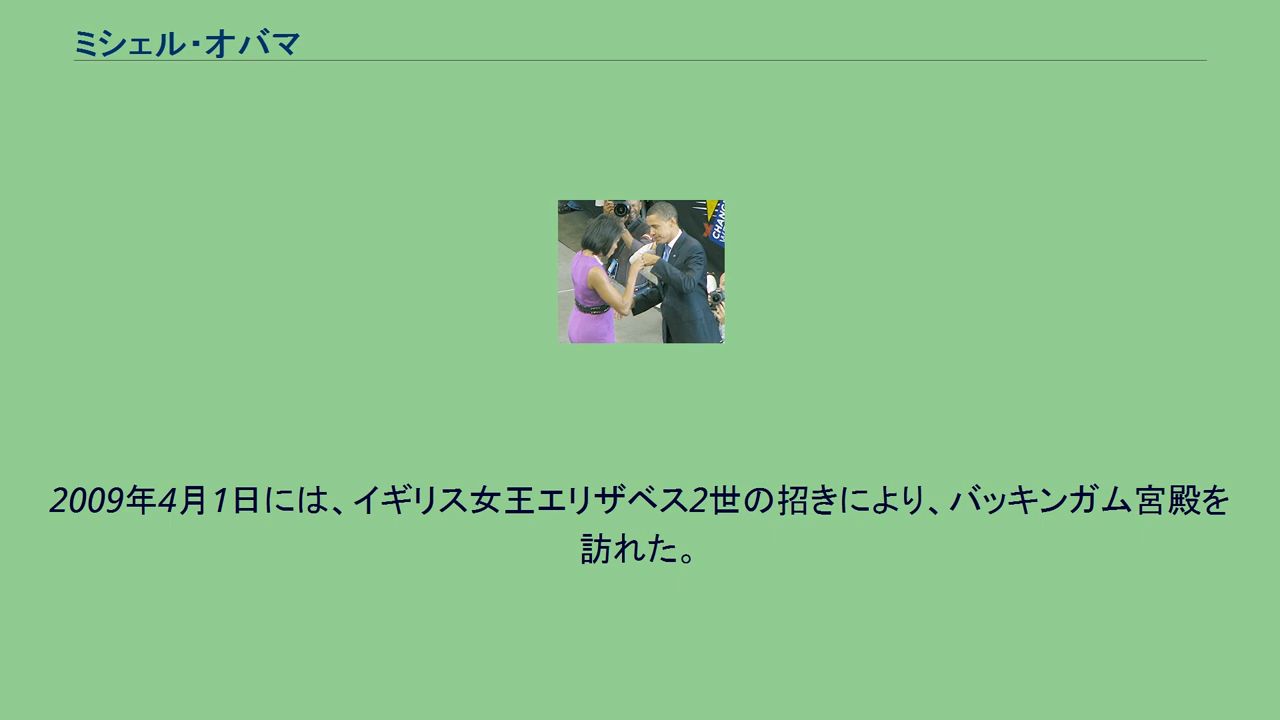 ミシェル・オバマ
CHANG
2009年4月1日には、イギリス女王エリザベス2世の招きにより、バッキンガム宮殿を
訪れた。